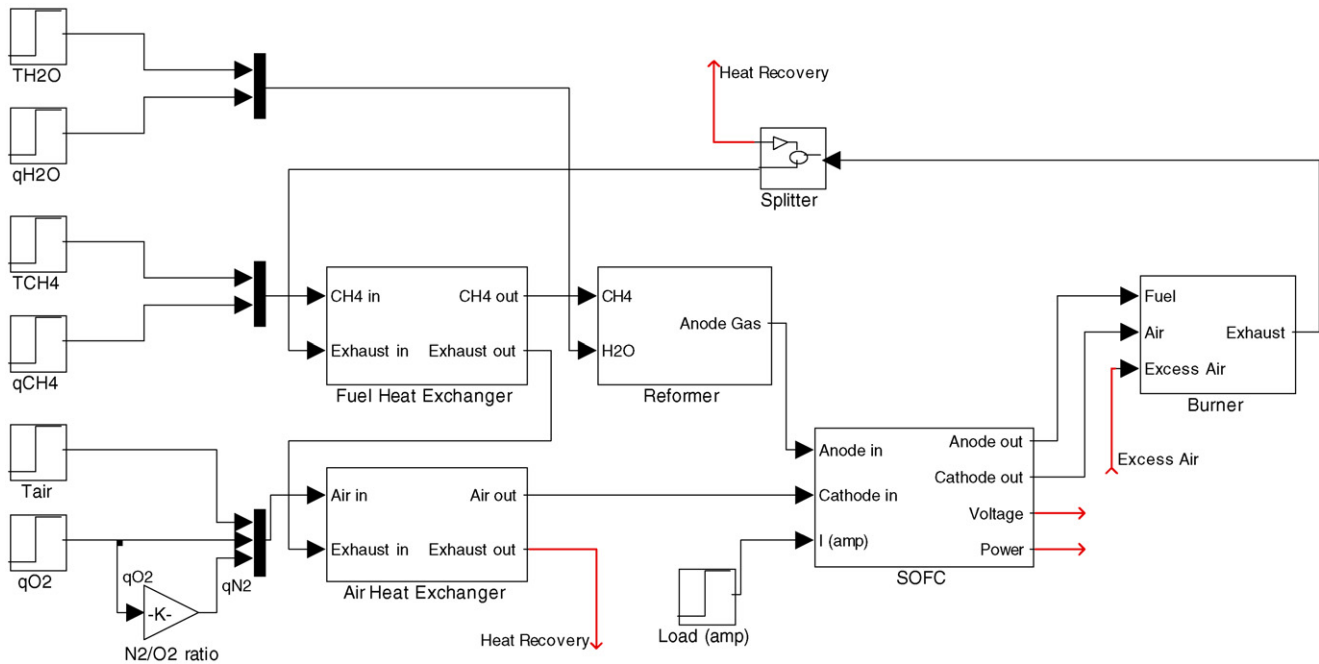 TH2O
qH2O
Heat Recovery
Splitter
TCH4
qCH4
CH4 in
CH4 out
Exhaust in
Exhaust out
Fuel Heat Exchanger
CH4
Anode Gas
H2O
Reformer
Fuel
Air
Exhaust
Excess Air
Burner
Excess Air
Tair
qO2
qO2
qN2
-K-
N2/O2 ratio
Air in
Air out
Exhaust in
Exhaust out
Air Heat Exchanger
Heat Recovery
Load (amp)
Anode in
Anode out
Cathode in
Cathode out
I (amp)
Voltage
Power
SOFC